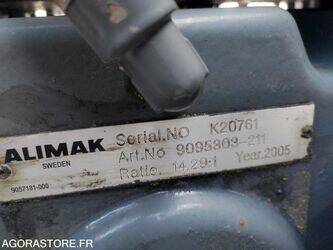 ALIMAK
SWEDEN
9057181-000
Serial.NO K20761
Art.No 9095303-211
Ratio. 14.29:1 Year.2005
AGORASTORE.FR